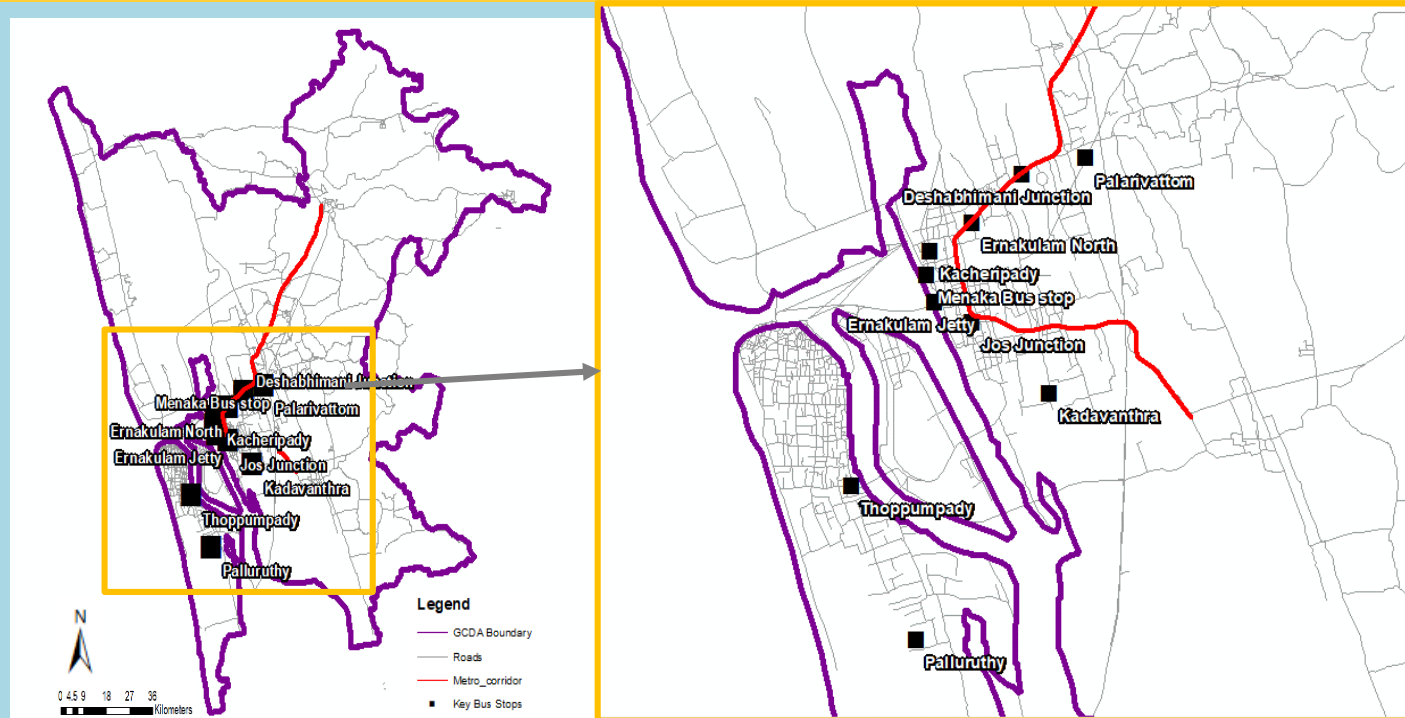 Deshabhimani Junction
Menaka Bus stop
Palarivattom
Ernakulam North
Kacheripady
Ernakulam Jetty
Jos Junction
Kadavanthra
Thoppumpady
Palluruthy
N
0 4.5 9 18 27 36
Kilometers
Legend
GCDA Boundary
Roads
Metro_corridor
Key Bus Stops
Palarivattom
Deshabhimani Junction
Ernakulam North
Kacheripady
Menaka Bus stop
Ernakulam Jetty
Jos Junction
Kadavanthra
Thoppumpady
Palluruthy